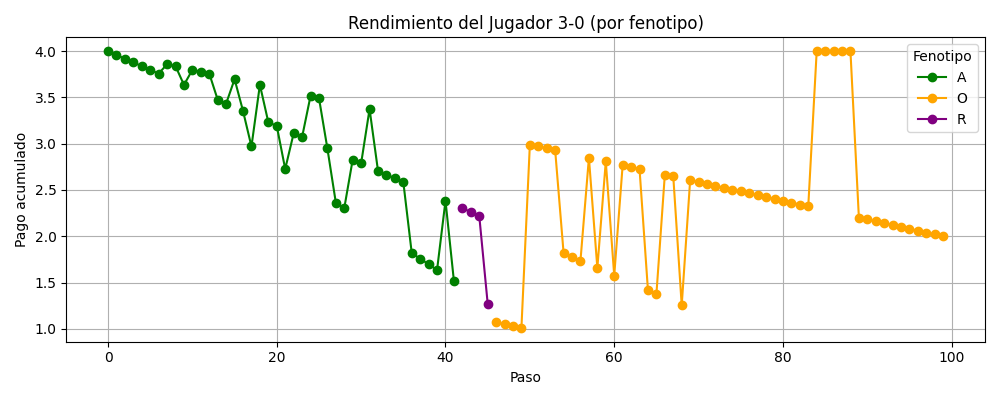 Rendimiento del Jugador 3-0 (por fenotipo)
Pago acumulado
4.0
3.5
3.0
2.5
2.0
1.5
1.0
Fenotipo
A
O
R
0 20 40 60 80 100
Paso